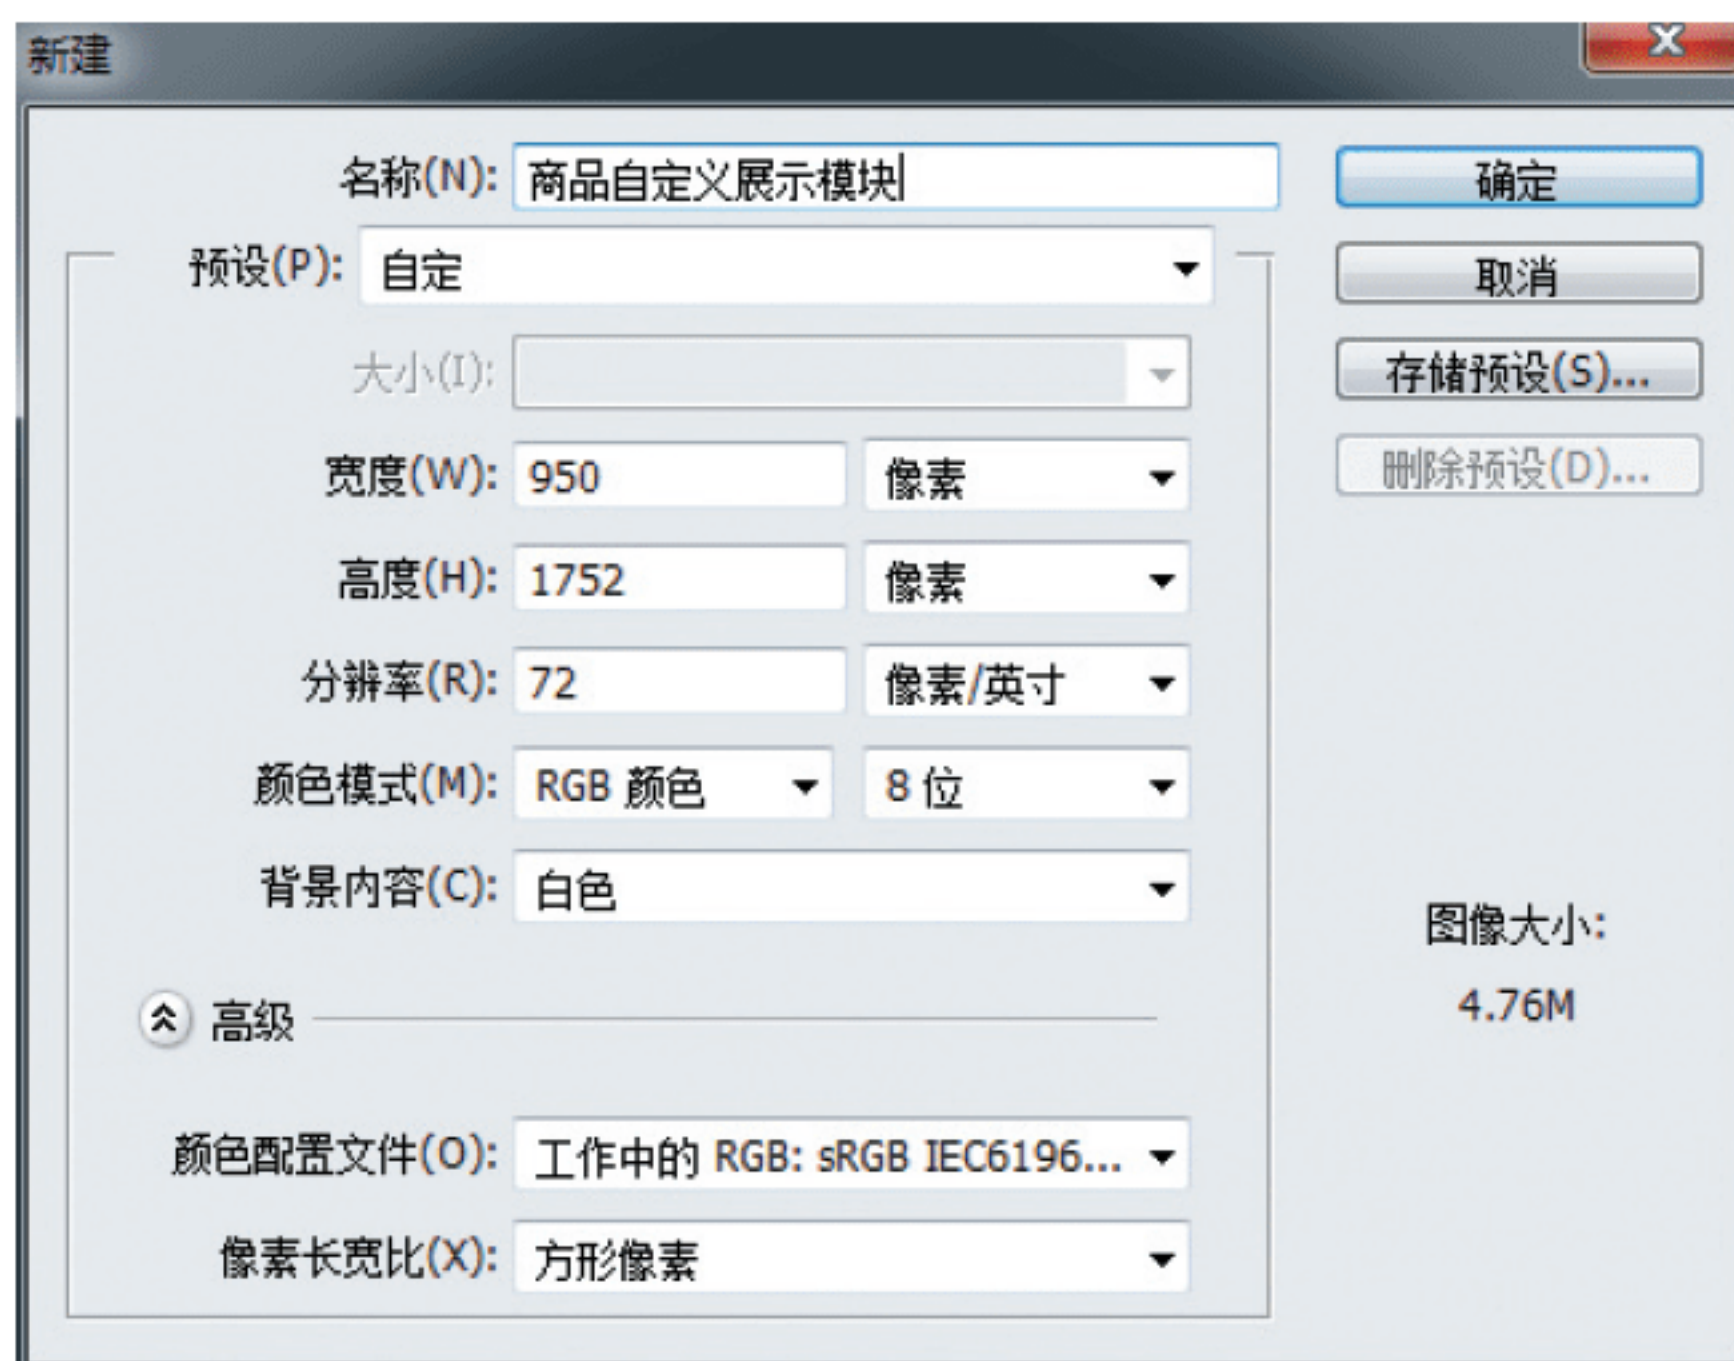 新建
名称(N): 商品自定义展示模块 确定
预设(P): 自定 取消
大小(I): 存储预设(S)...
宽度(W): 950 像素 删除预设(D)...
高度(H): 1752 像素
分辨率(R): 72 像素/英寸
颜色模式(M): RGB 颜色 8 位
背景内容(C): 白色
图像大小:
高级 4.76M
颜色配置文件(O): 工作中的 RGB: sRGB IEC6196...
像素长宽比(X): 方形像素